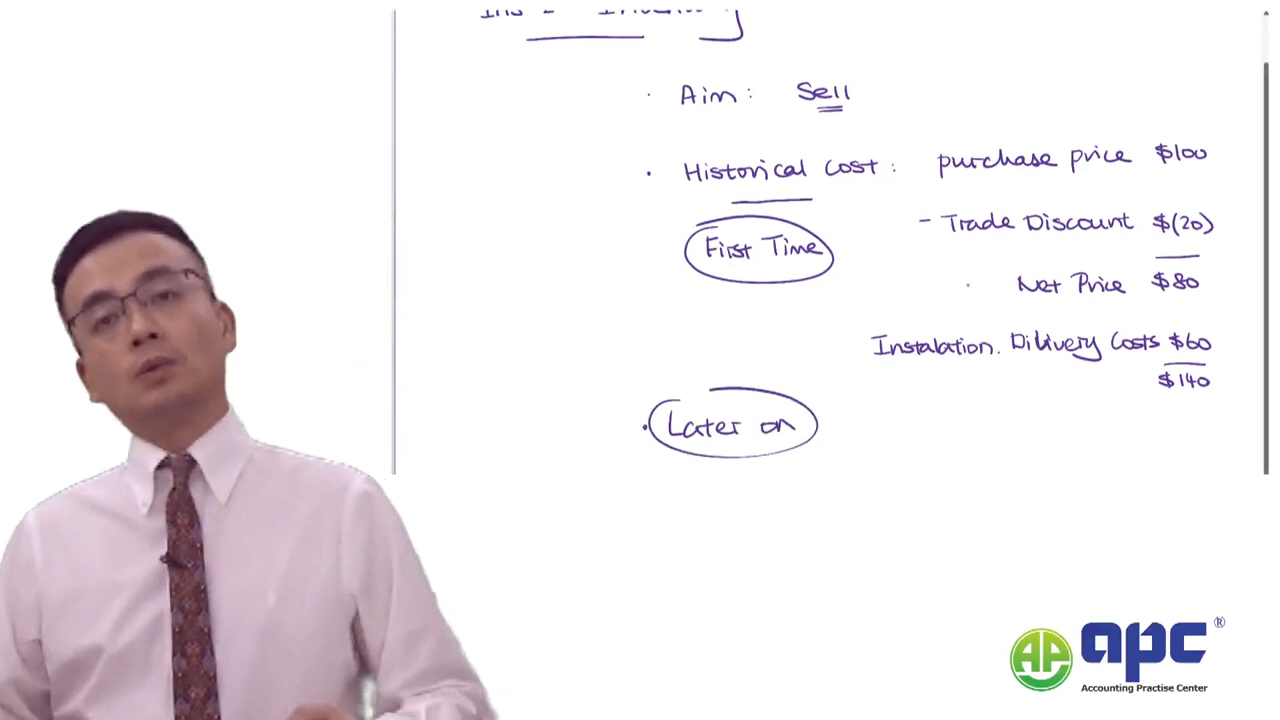 · Aim: Sell
· Historical Cost: purchase price $100
First Time
- Trade Discount $(20)
Net Price $80
Instalation. Dilivery Costs $60
$140
· Later on
apc®
AP
Accounting Practise Center